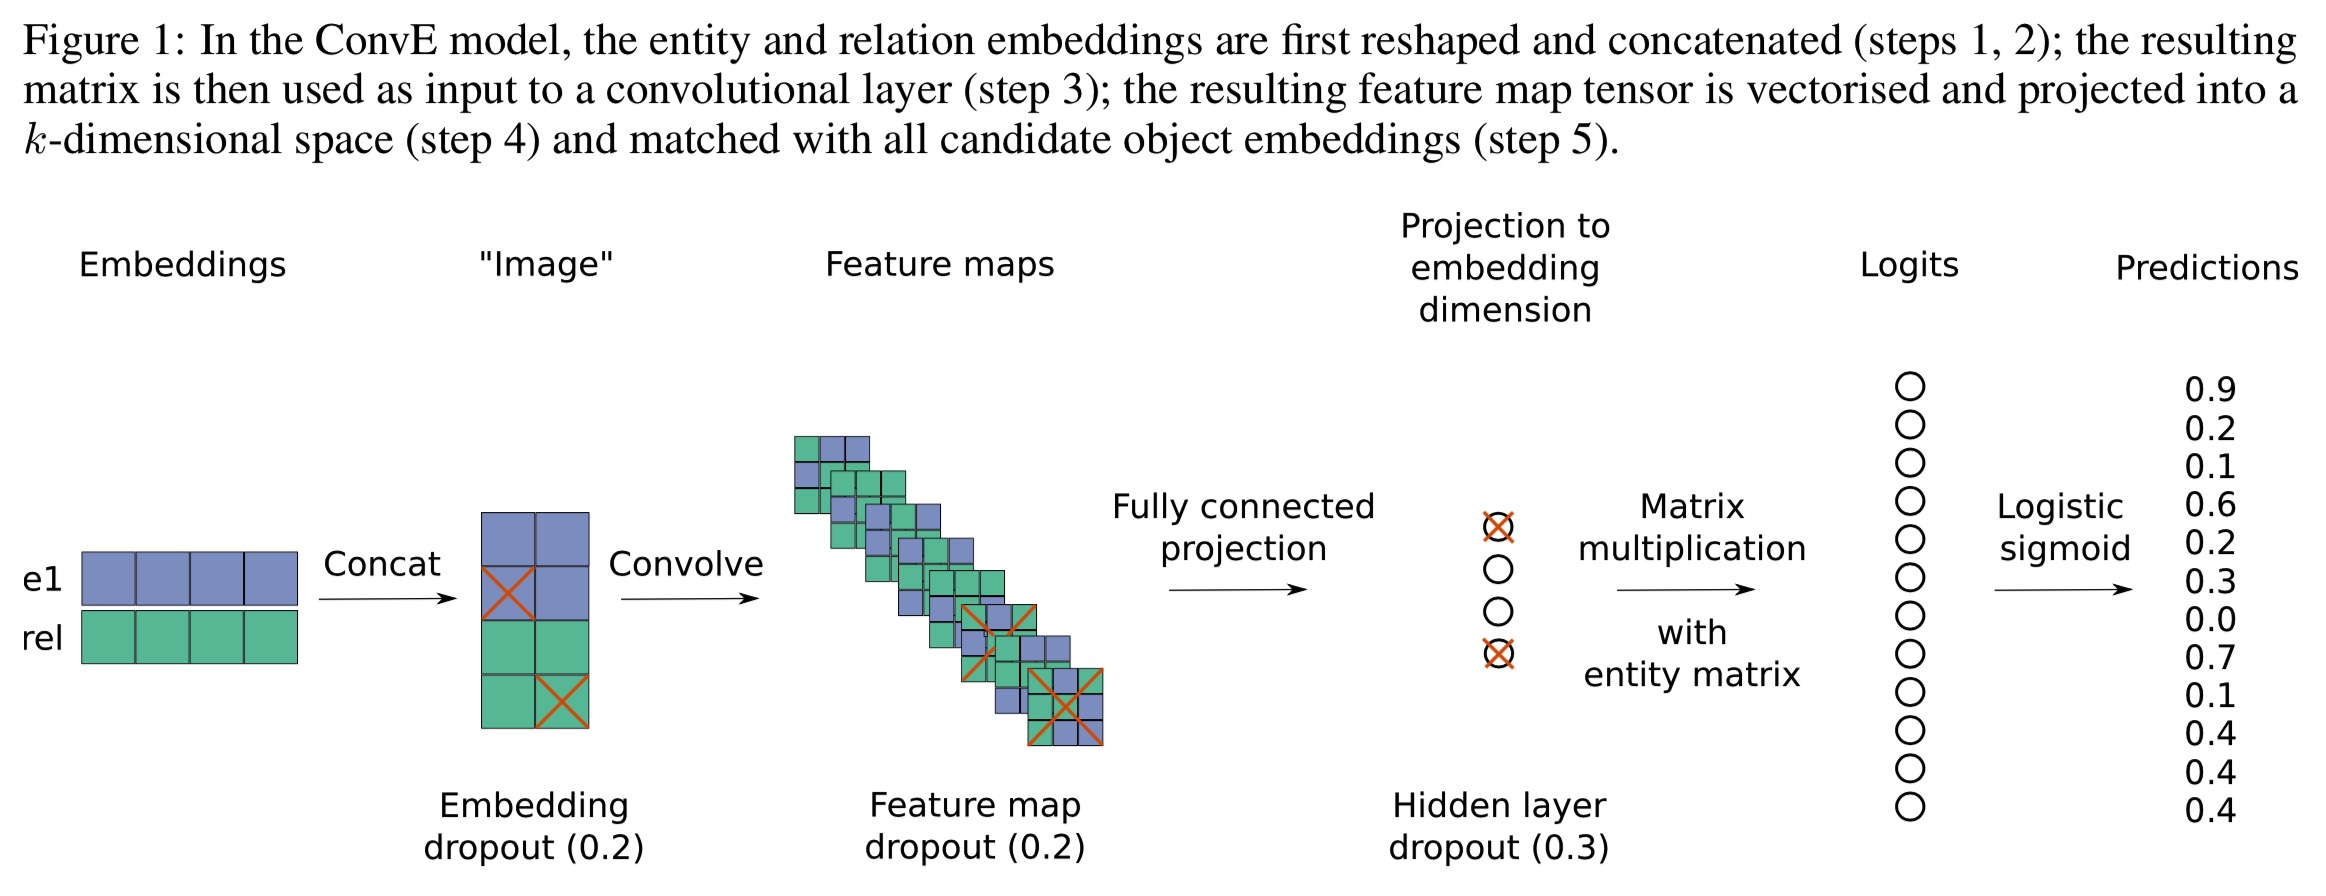 Figure 1: In the ConvE model, the entity and relation embeddings are first reshaped and concatenated (steps 1, 2); the resulting
matrix is then used as input to a convolutional layer (step 3); the resulting feature map tensor is vectorised and projected into a
k-dimensional space (step 4) and matched with all candidate object embeddings (step 5).
Embeddings
"Image"
Feature maps
Projection to
embedding
dimension
Logits
Predictions
e1
rel
Concat
Convolve
Fully connected
projection
Matrix
multiplication
with
entity matrix
Logistic
sigmoid
0.9
0.2
0.1
0.6
0.2
0.3
0.0
0.7
0.1
0.4
0.4
0.4
Embedding
dropout (0.2)
Feature map
dropout (0.2)
Hidden layer
dropout (0.3)